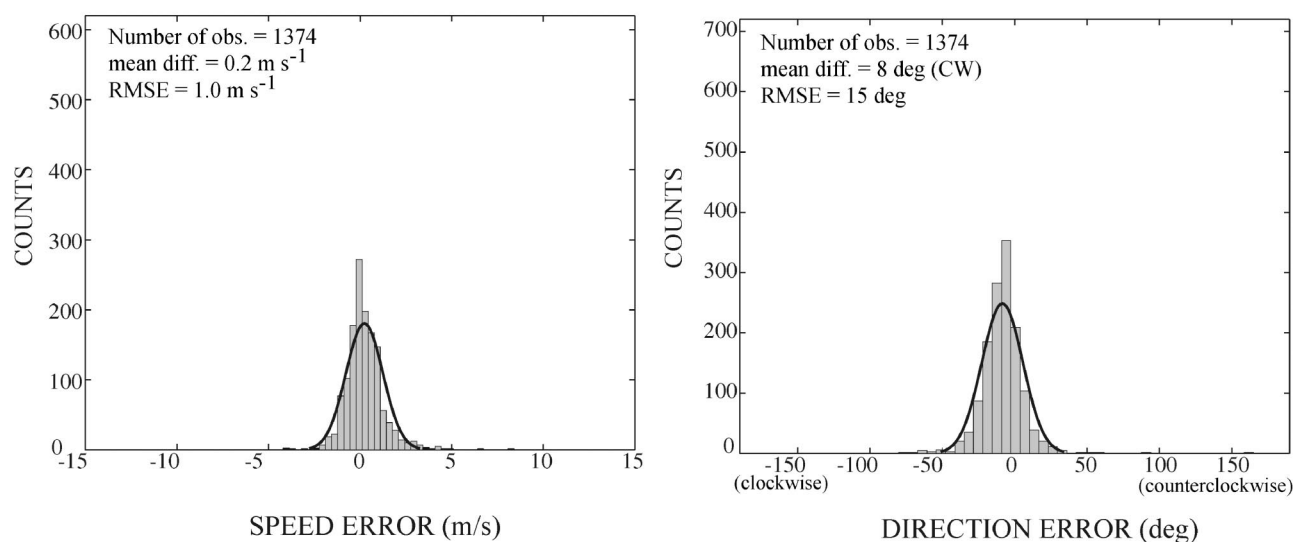 Number of obs. = 1374
mean diff. = 0.2 m s⁻¹
RMSE = 1.0 m s⁻¹
COUNTS
600
500
400
300
200
100
0
-15
-10
-5
0
5
10
15
SPEED ERROR (m/s)
Number of obs. = 1374
mean diff. = 8 deg (CW)
RMSE = 15 deg
COUNTS
700
600
500
400
300
200
100
0
-150
-100
-50
0
50
100
150
(clockwise)
(counterclockwise)
DIRECTION ERROR (deg)